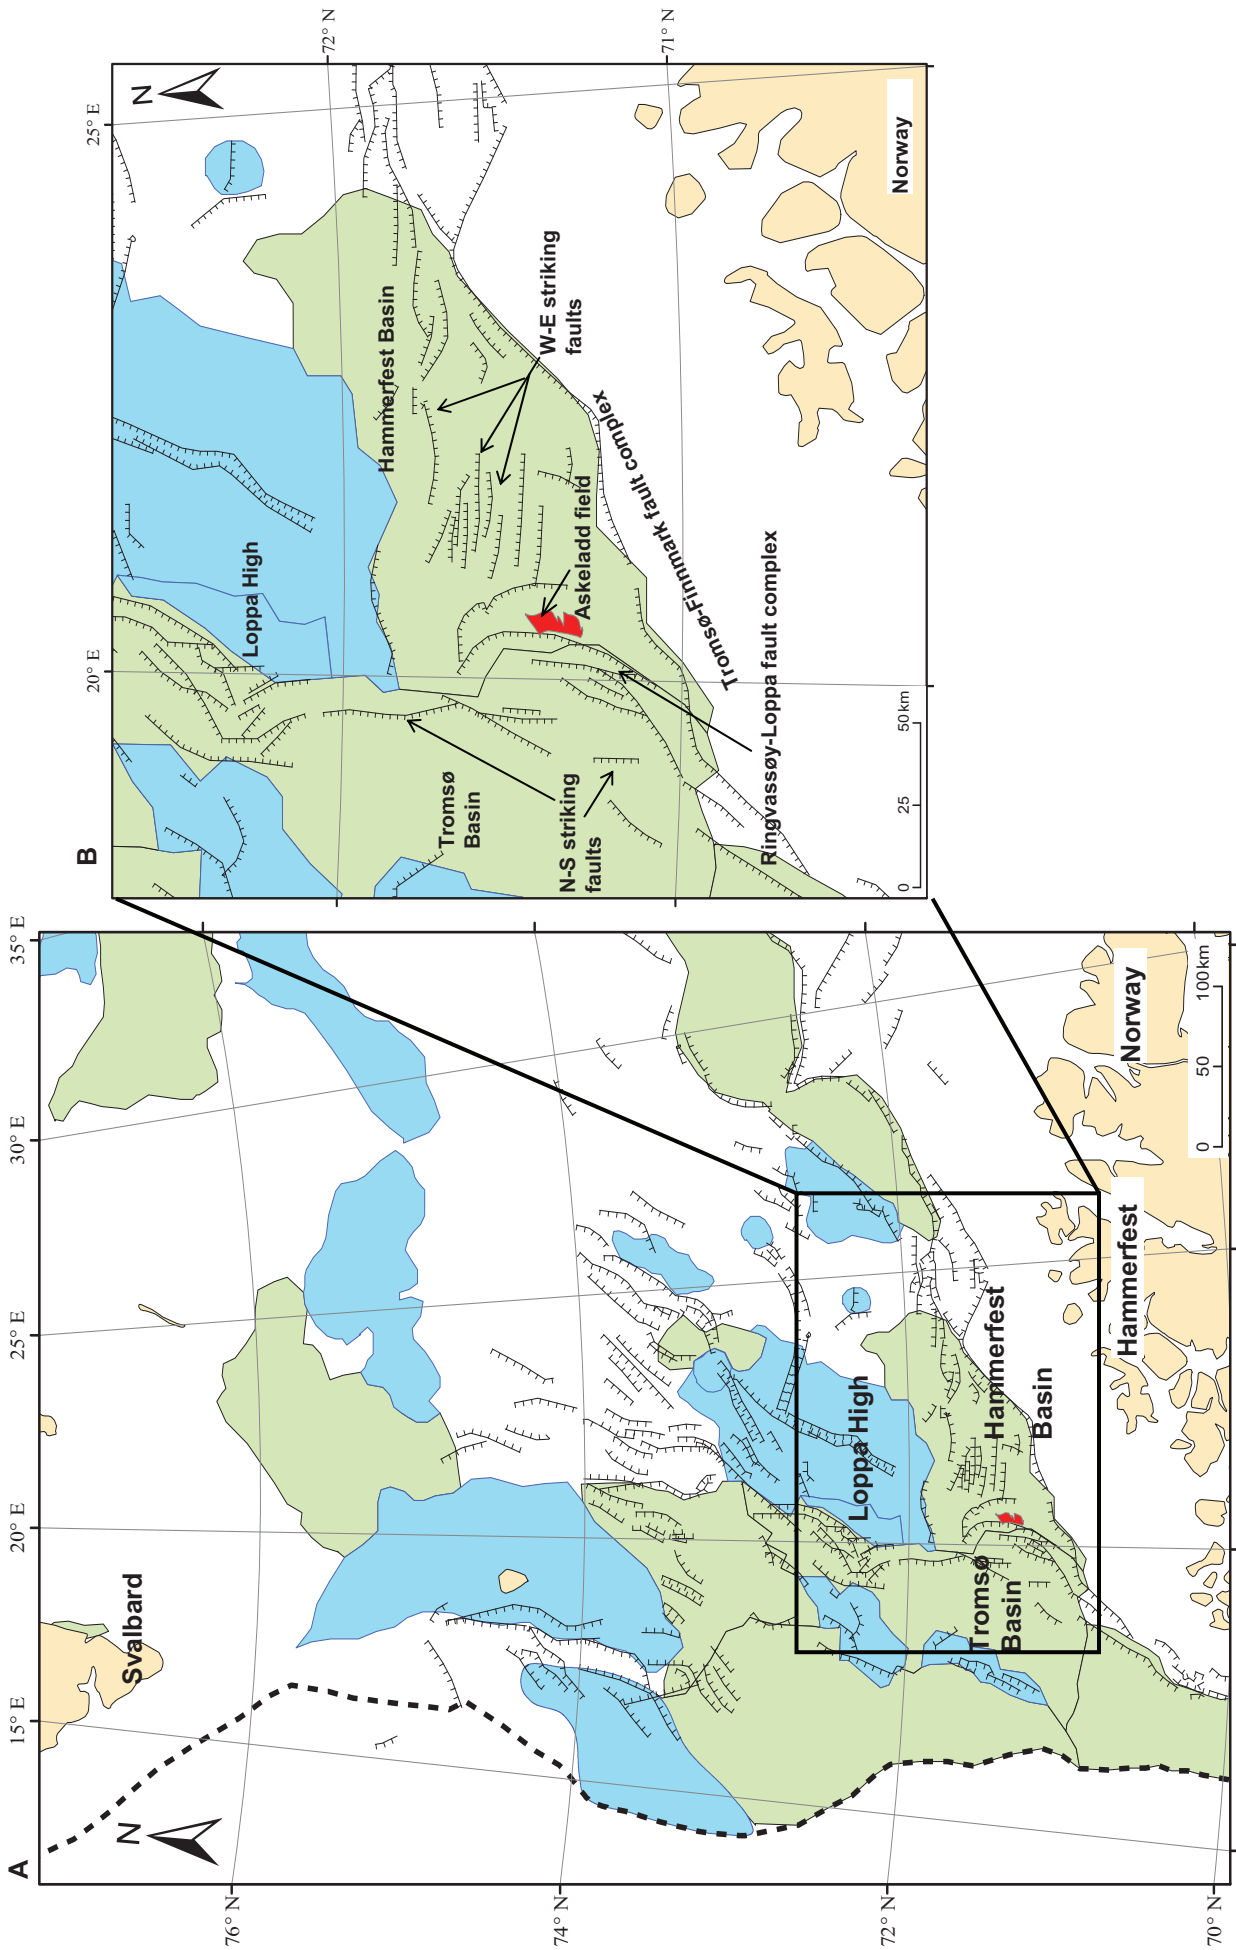 A
15° E
20° E
25° E
30° E
35° E
76° N
74° N
72° N
70° N
N
Svalbard
Loppa High
Tromsø
Basin
Hammerfest
Basin
Hammerfest
Norway
0 50 100 km
B
20° E
25° E
72° N
71° N
N
Loppa High
Hammerfest Basin
Tromsø
Basin
W-E striking
faults
Askeladd field
N-S striking
faults
Tromsø-Finnmark fault complex
Ringvassøy-Loppa fault complex
Norway
0 25 50 km